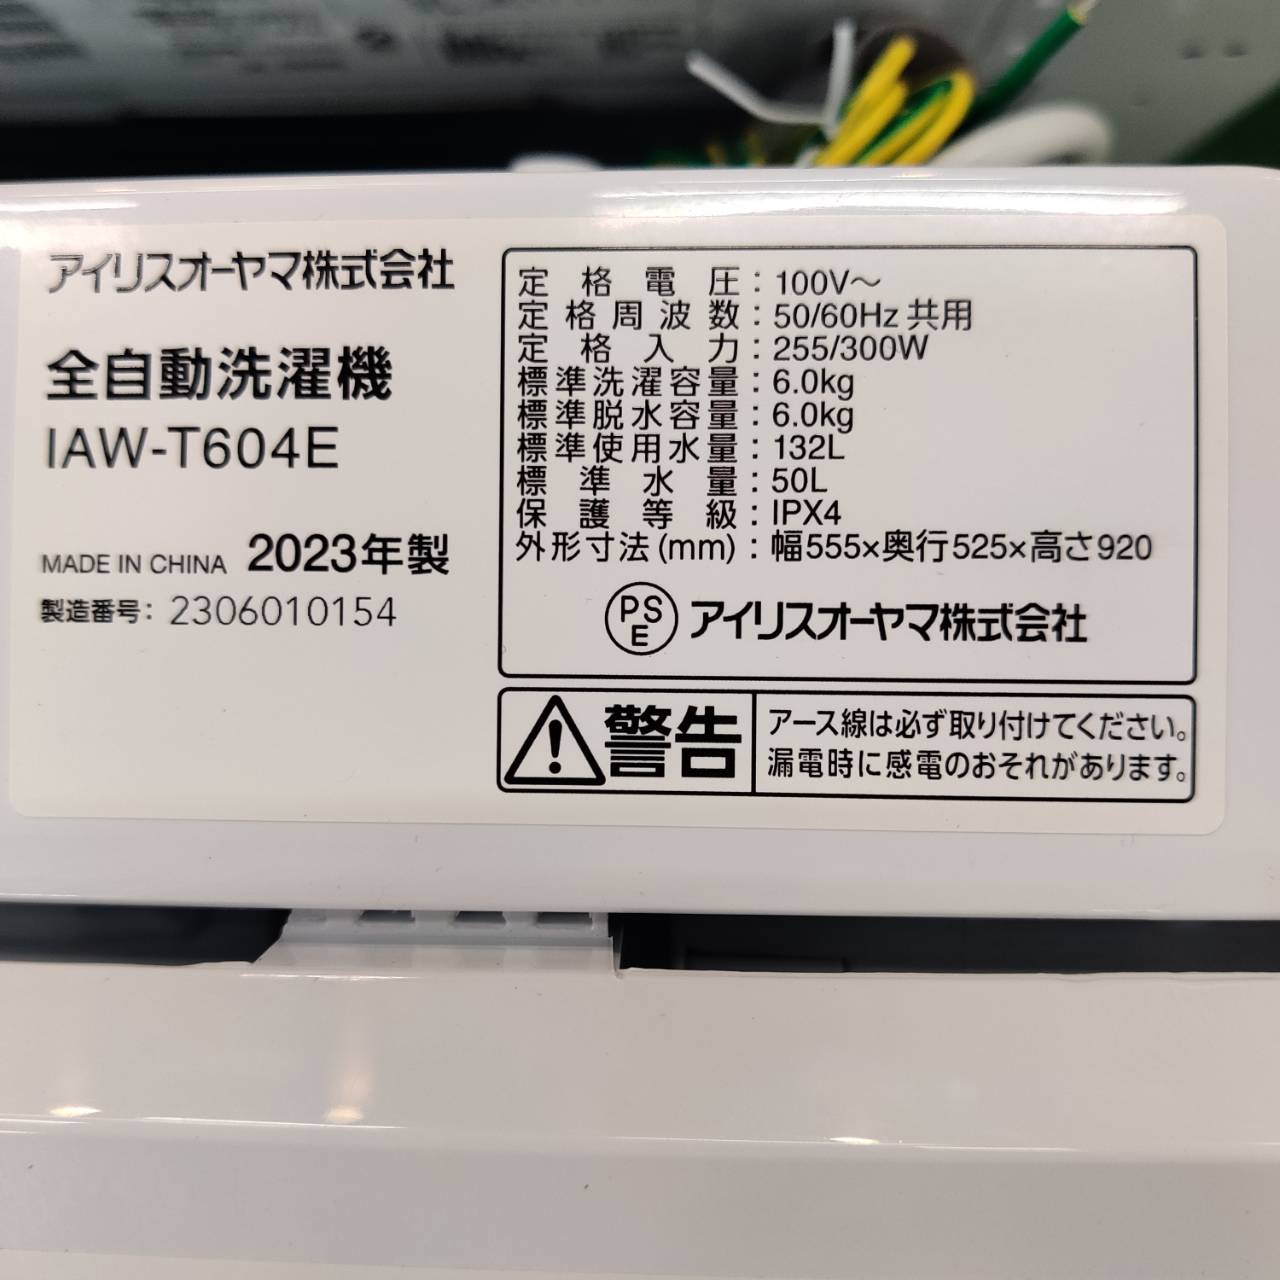 アイリスオーヤマ株式会社
全自動洗濯機
IAW-T604E
MADE IN CHINA 2023年製
製造番号: 2306010154
定格電圧:100V～
定格周波数:50/60Hz 共用
定格入力:255/300W
標準洗濯容量:6.0kg
標準脱水容量:6.0kg
標準使用水量:132L
標準水量:50L
保護等級:IPX4
外形寸法(mm):幅555×奥行525×高さ920
PSE アイリスオーヤマ株式会社
警告
アース線は必ず取り付けてください。
漏電時に感電のおそれがあります。